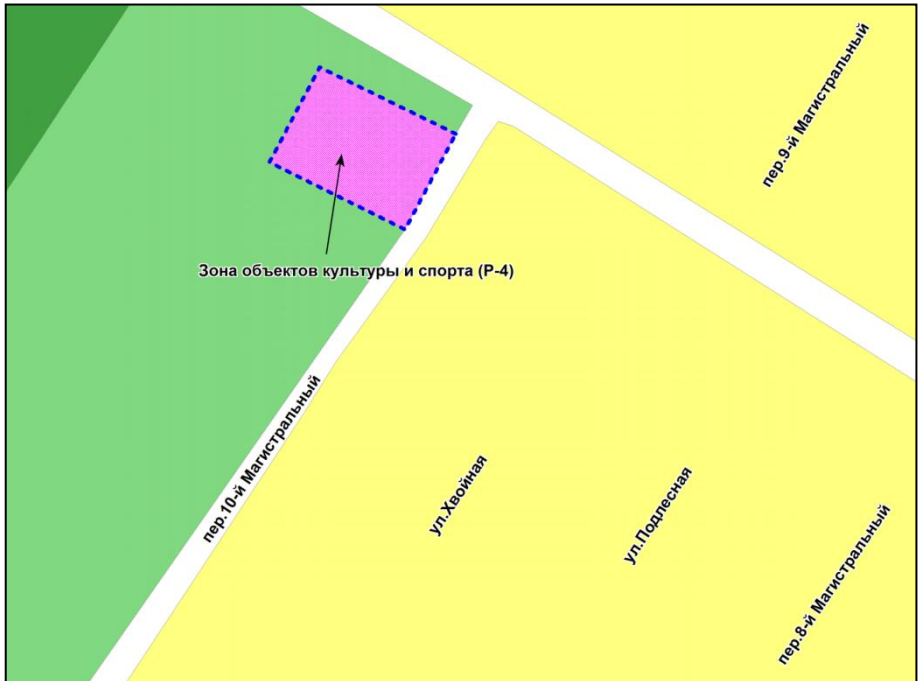 пер.9-й Магистральный
Зона объектов культуры и спорта (Р-4)
пер.10-й Магистральный
ул.Хвойная
ул.Подлесная
пер.8-й Магистральный